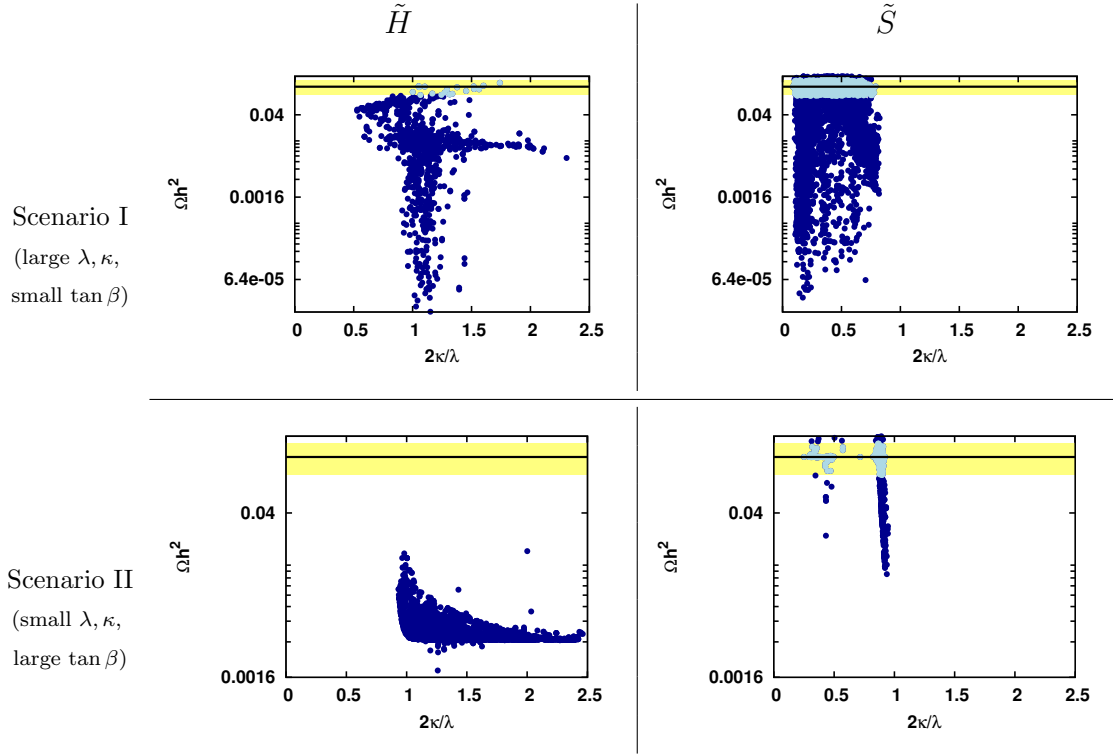 H̃
S̃
Scenario I
(large λ, κ,
small tan β)
Ωh²
0.04
0.0016
6.4e-05
0 0.5 1 1.5 2 2.5
2κ/λ
Ωh²
0.04
0.0016
6.4e-05
0 0.5 1 1.5 2 2.5
2κ/λ
Scenario II
(small λ, κ,
large tan β)
Ωh²
0.04
0.0016
0 0.5 1 1.5 2 2.5
2κ/λ
Ωh²
0.04
0.0016
0 0.5 1 1.5 2 2.5
2κ/λ